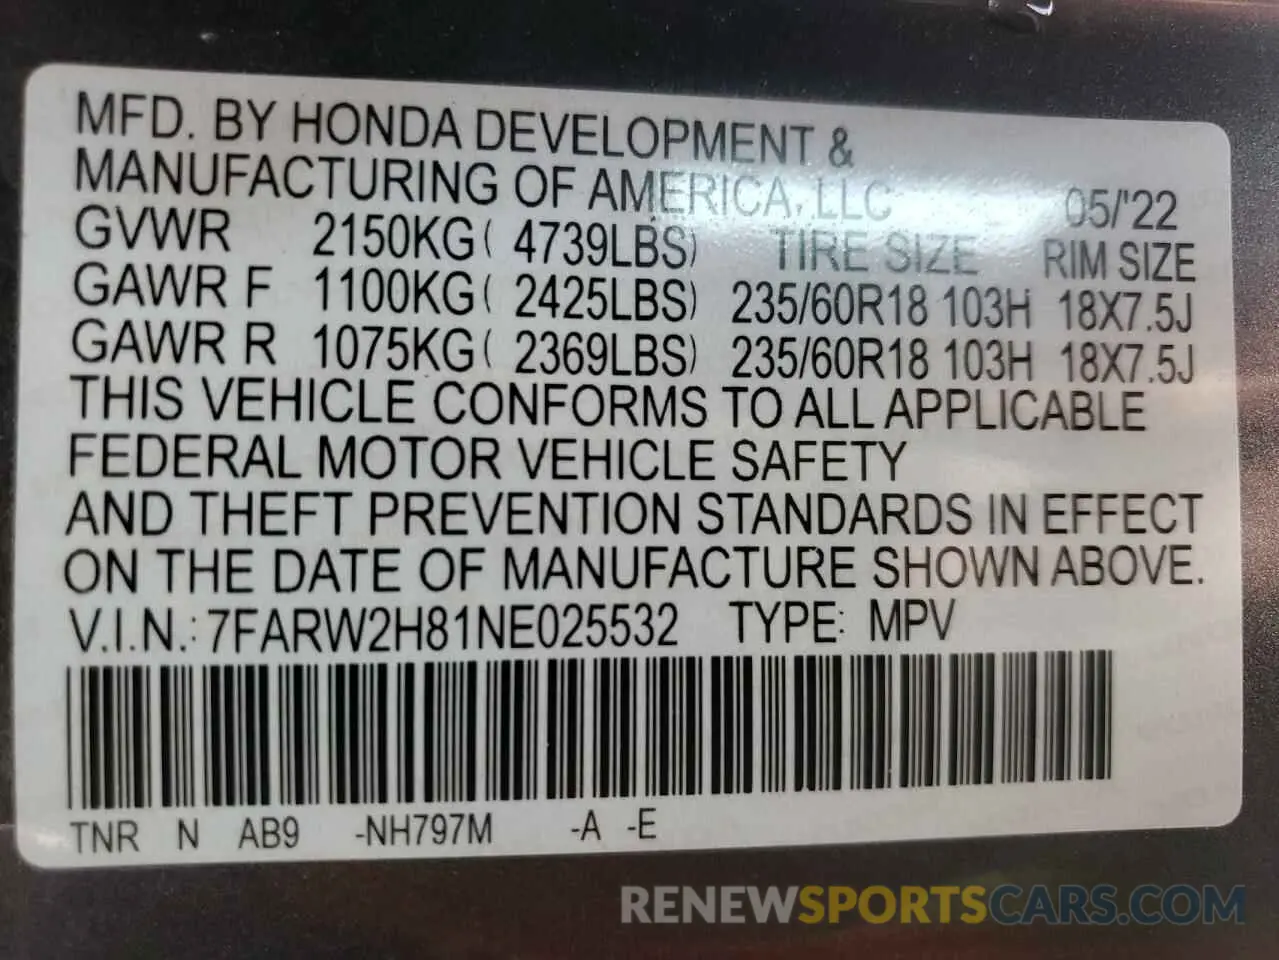 MFD. BY HONDA DEVELOPMENT &
MANUFACTURING OF AMERICA, LLC 05/'22
GVWR 2150KG( 4739LBS) TIRE SIZE RIM SIZE
GAWR F 1100KG( 2425LBS) 235/60R18 103H 18X7.5J
GAWR R 1075KG( 2369LBS) 235/60R18 103H 18X7.5J
THIS VEHICLE CONFORMS TO ALL APPLICABLE
FEDERAL MOTOR VEHICLE SAFETY
AND THEFT PREVENTION STANDARDS IN EFFECT
ON THE DATE OF MANUFACTURE SHOWN ABOVE.
V.I.N.: 7FARW2H81NE025532 TYPE: MPV
TNR N AB9 -NH797M -A -E
RENEWSPORTSCARS.COM